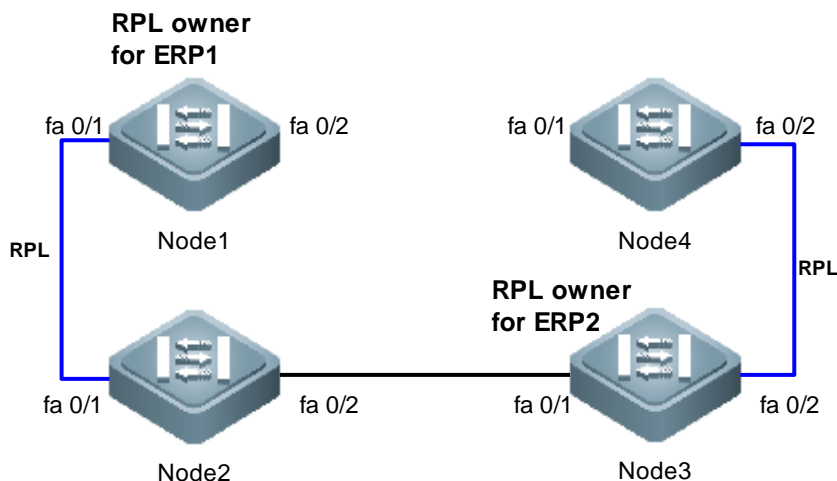 RPL owner
for ERP1
fa 0/1
fa 0/2
fa 0/1
fa 0/2
Node1
Node4
RPL
RPL
RPL owner
for ERP2
fa 0/1
fa 0/2
fa 0/1
fa 0/2
Node2
Node3